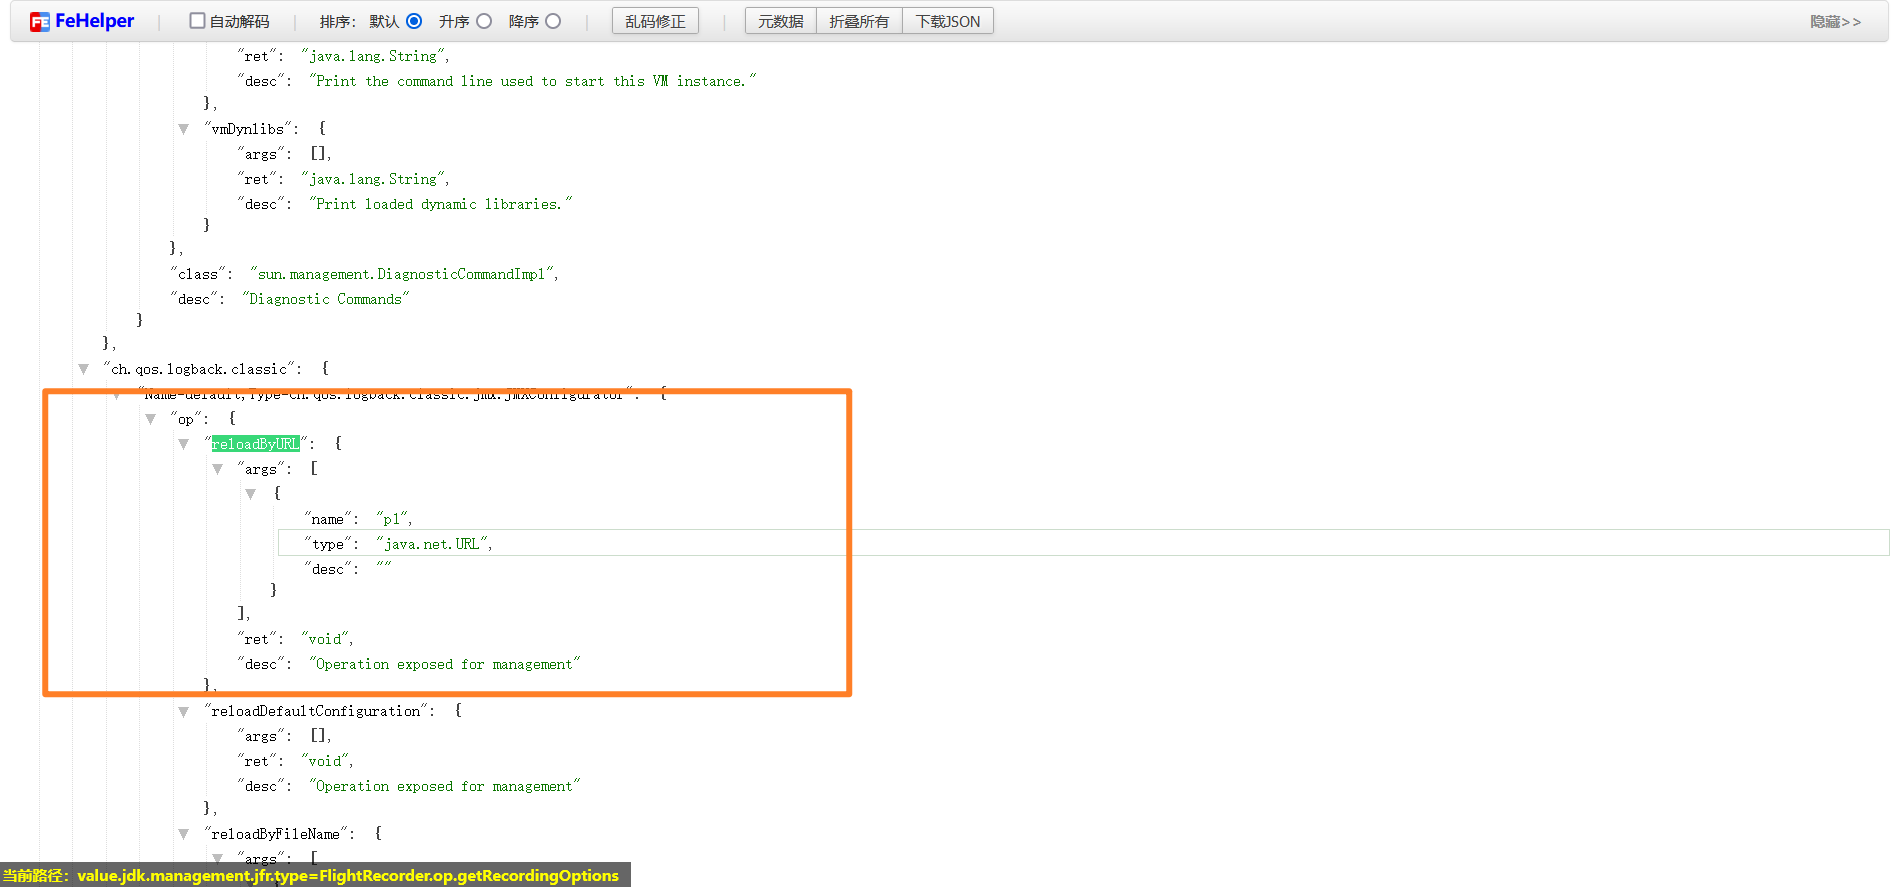 FeHelper | 自动解码 | 排序: 默认 升序 降序 | 乱码修正 | 元数据 折叠所有 下载JSON 隐藏>>
"ret": "java.lang.String",
"desc": "Print the command line used to start this VM instance."
},
"vmDynlibs": {
"args": [],
"ret": "java.lang.String",
"desc": "Print loaded dynamic libraries."
}
},
"class": "sun.management.DiagnosticCommandImpl",
"desc": "Diagnostic Commands"
}
},
"ch.qos.logback.classic": {
"Name=default,Type=ch.qos.logback.classic.jmx.JMXConfigurator": {
"op": {
"reloadByURL": {
"args": [
{
"name": "p1",
"type": "java.net.URL",
"desc": ""
}
],
"ret": "void",
"desc": "Operation exposed for management"
},
"reloadDefaultConfiguration": {
"args": [],
"ret": "void",
"desc": "Operation exposed for management"
},
"reloadByFileName": {
"args": [
当前路径: value.jdk.management.jfr.type=FlightRecorder.op.getRecordingOptions